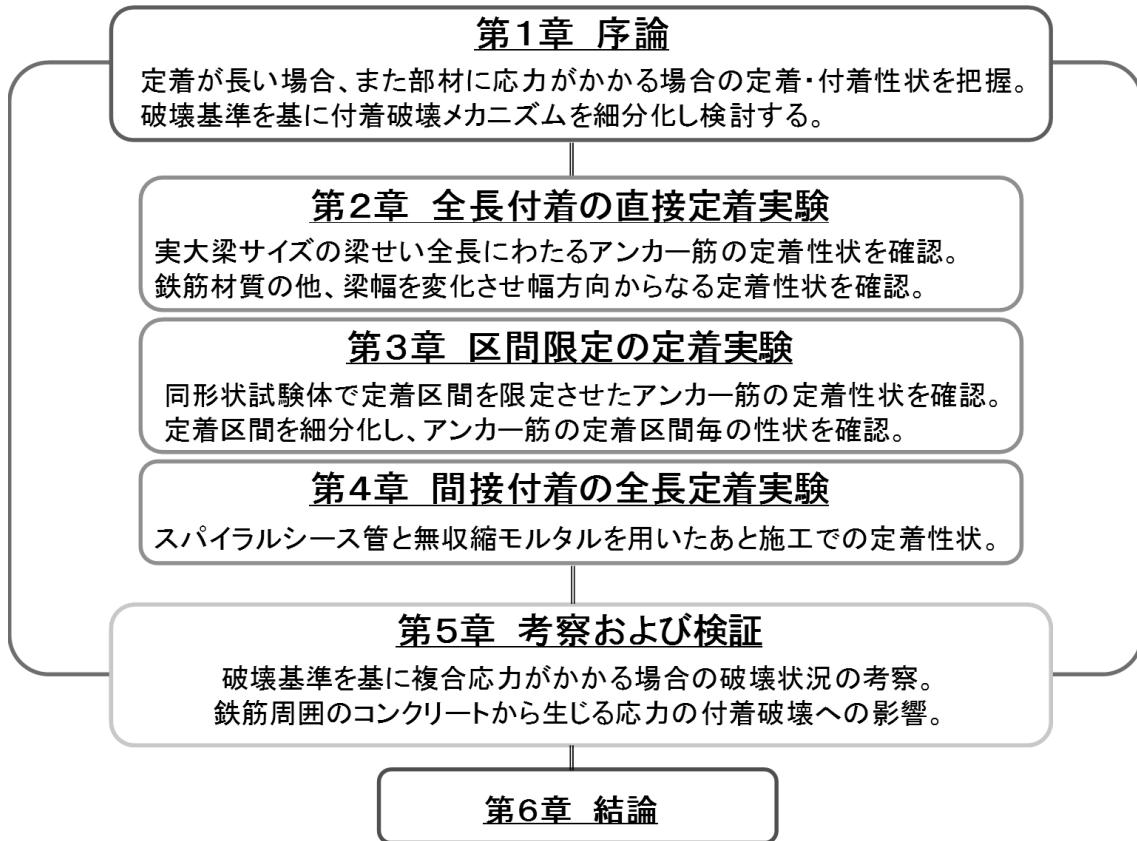 第1章 序論
定着が長い場合、また部材に応力がかかる場合の定着・付着性状を把握。
破壊基準を基に付着破壊メカニズムを細分化し検討する。
第2章 全長付着の直接定着実験
実大梁サイズの梁せい全長にわたるアンカー筋の定着性状を確認。
鉄筋材質の他、梁幅を変化させ幅方向からなる定着性状を確認。
第3章 区間限定の定着実験
同形状試験体で定着区間を限定させたアンカー筋の定着性状を確認。
定着区間を細分化し、アンカー筋の定着区間毎の性状を確認。
第4章 間接付着の全長定着実験
スパイラルシース管と無収縮モルタルを用いたあと施工での定着性状。
第5章 考察および検証
破壊基準を基に複合応力がかかる場合の破壊状況の考察。
鉄筋周囲のコンクリートから生じる応力の付着破壊への影響。
第6章 結論